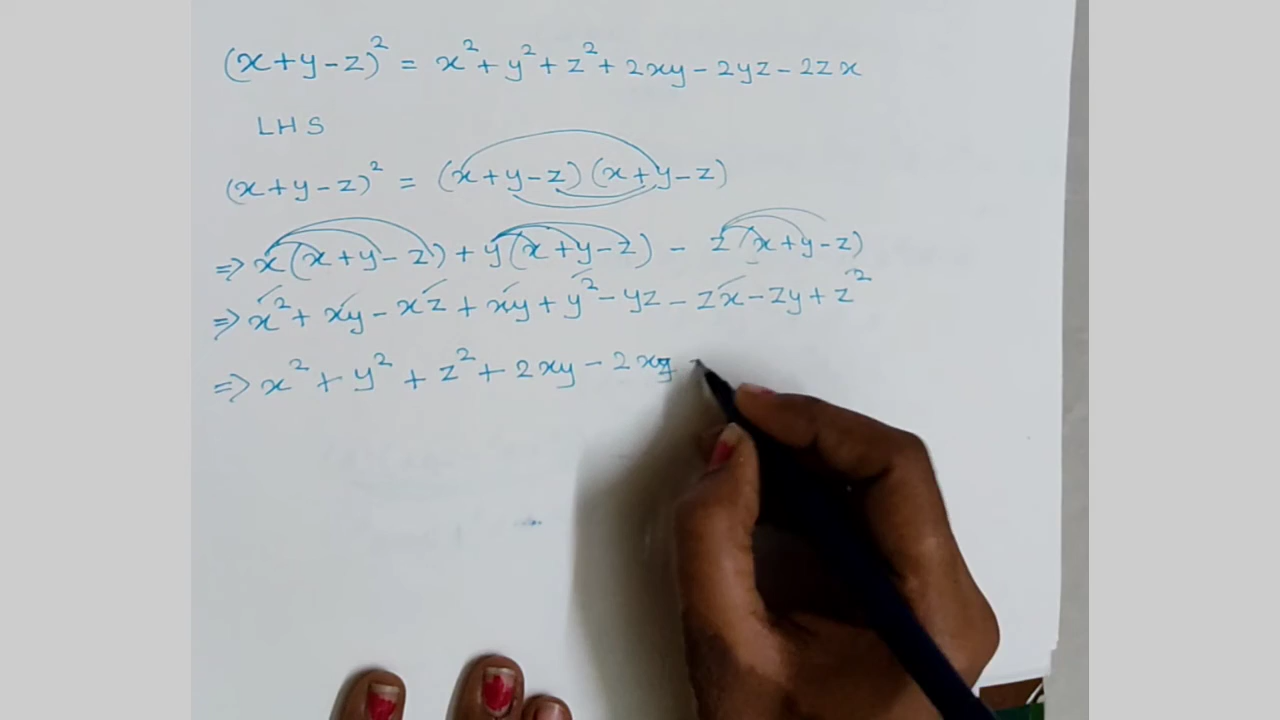 (x+y-z)² = x²+y²+z²+2xy-2yz-2zx
LHS
(x+y-z)² = (x+y-z)(x+y-z)
=> x(x+y-z)+y(x+y-z) - z(x+y-z)
=> x²+xy-xz+xy+y²-yz-zx-zy+z²
=> x²+y²+z²+2xy-2x